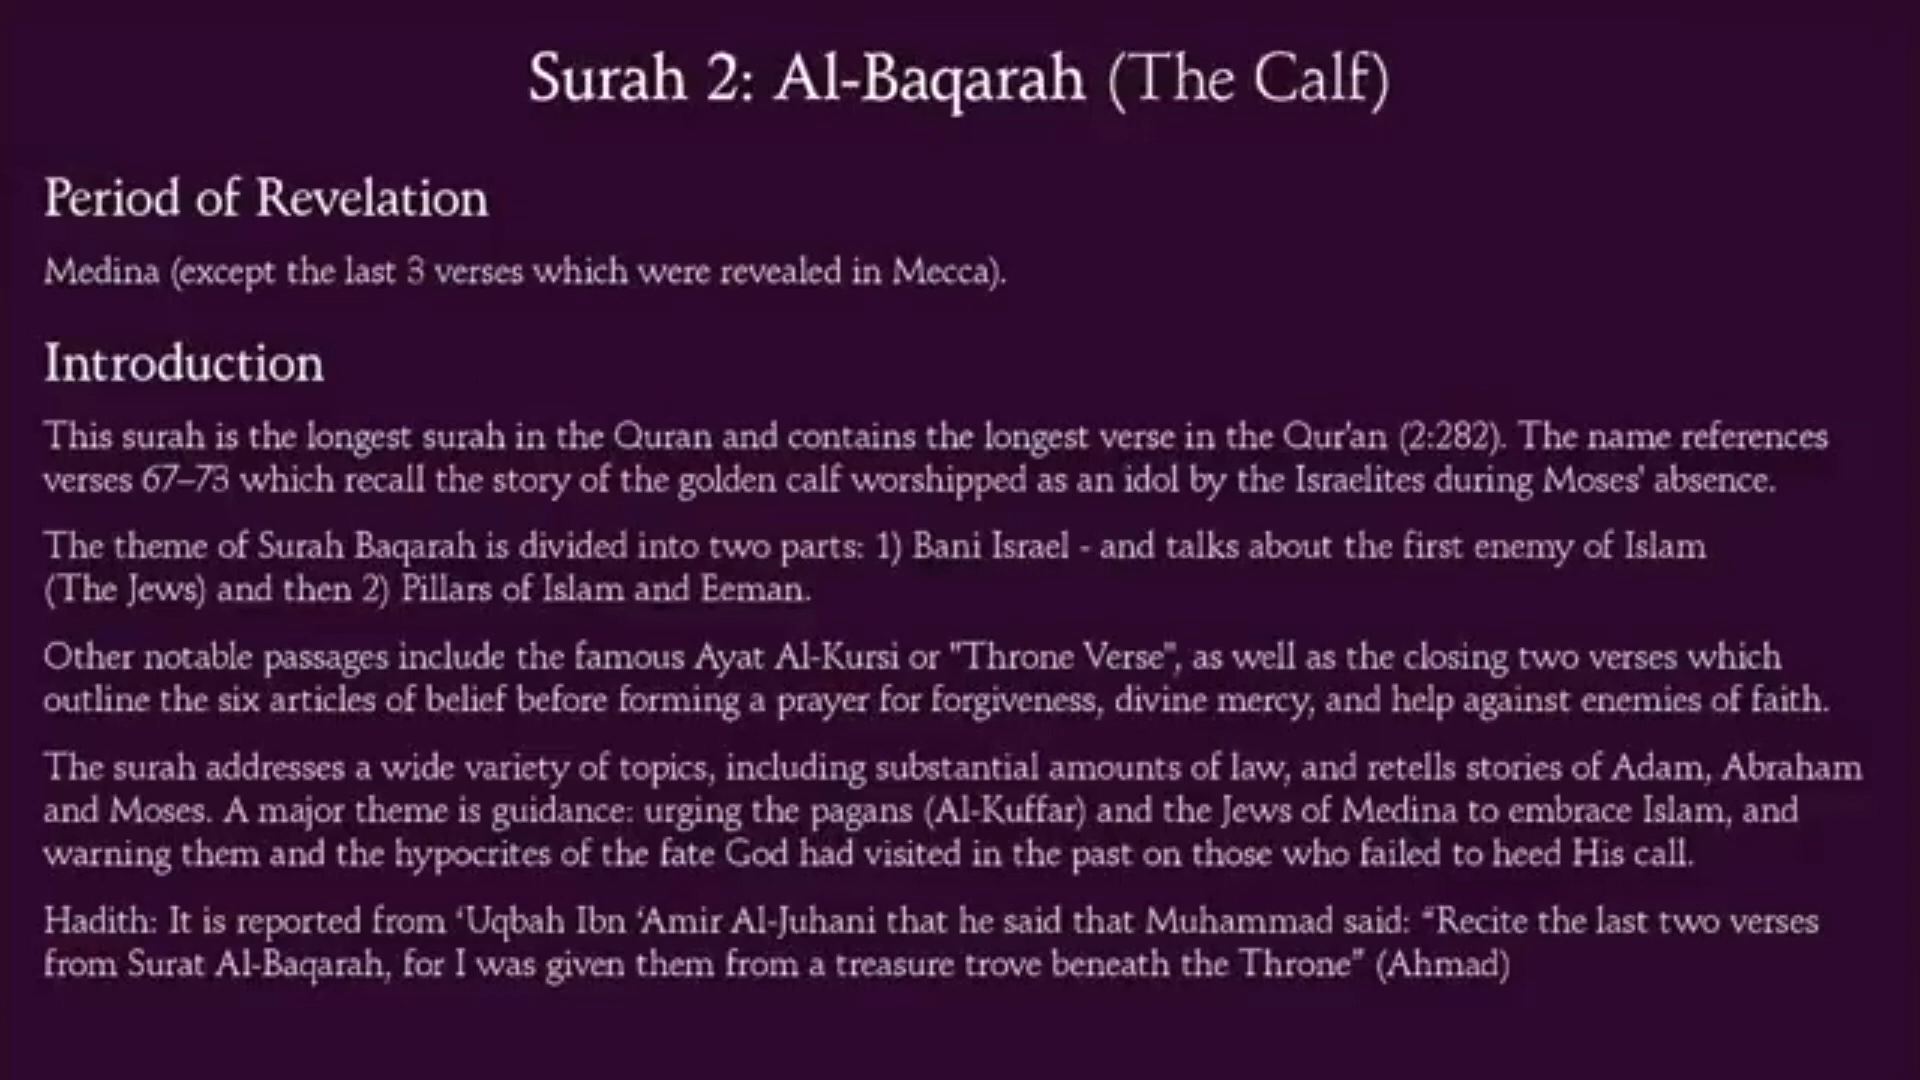 Surah 2: Al-Baqarah (The Calf)
Period of Revelation
Medina (except the last 3 verses which were revealed in Mecca).
Introduction
This surah is the longest surah in the Quran and contains the longest verse in the Qur'an (2:282). The name references
verses 67–73 which recall the story of the golden calf worshipped as an idol by the Israelites during Moses' absence.
The theme of Surah Baqarah is divided into two parts: 1) Bani Israel - and talks about the first enemy of Islam
(The Jews) and then 2) Pillars of Islam and Eeman.
Other notable passages include the famous Ayat Al-Kursi or "Throne Verse", as well as the closing two verses which
outline the six articles of belief before forming a prayer for forgiveness, divine mercy, and help against enemies of faith.
The surah addresses a wide variety of topics, including substantial amounts of law, and retells stories of Adam, Abraham
and Moses. A major theme is guidance: urging the pagans (Al-Kuffar) and the Jews of Medina to embrace Islam, and
warning them and the hypocrites of the fate God had visited in the past on those who failed to heed His call.
Hadith: It is reported from ‘Uqbah Ibn ‘Amir Al-Juhani that he said that Muhammad said: “Recite the last two verses
from Surat Al-Baqarah, for I was given them from a treasure trove beneath the Throne” (Ahmad)